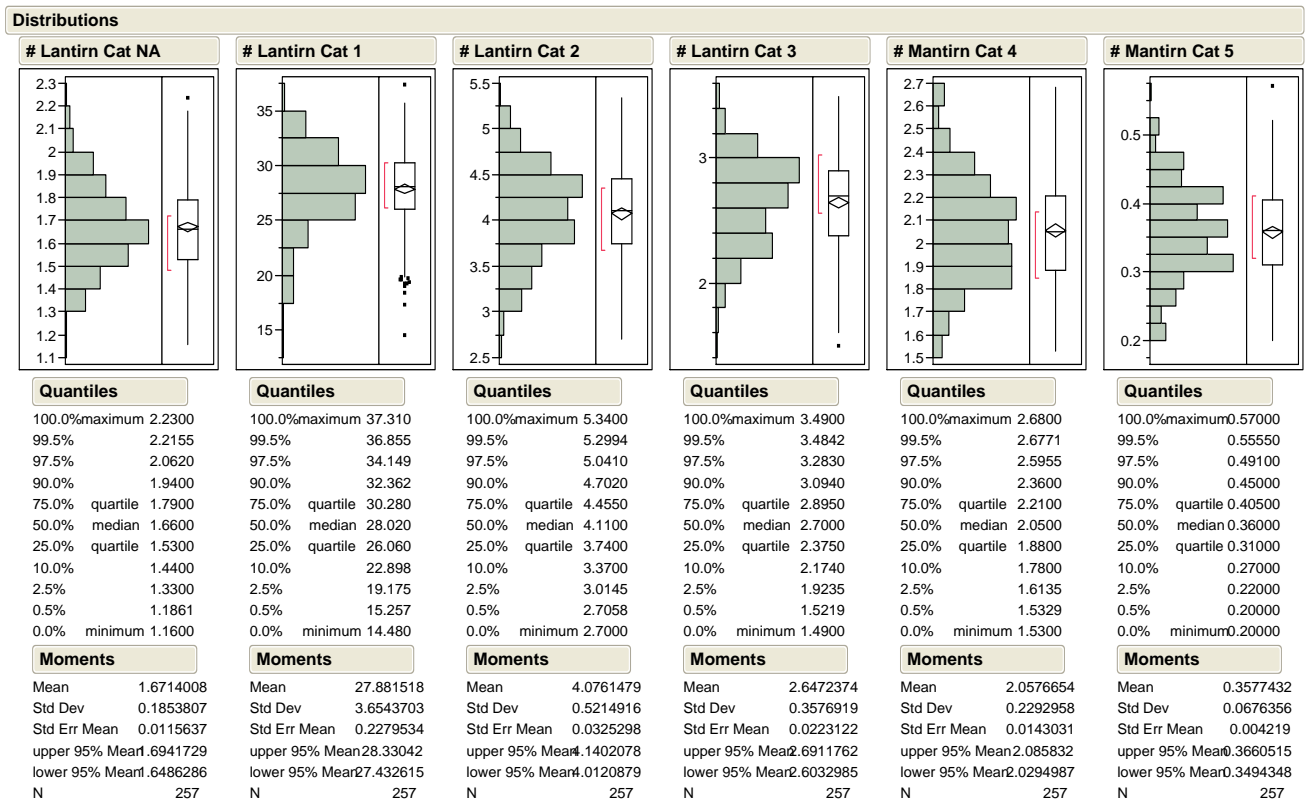 Distributions
# Lantirn Cat NA
2.3
2.2
2.1
2
1.9
1.8
1.7
1.6
1.5
1.4
1.3
1.2
1.1
Quantiles
100.0% maximum 2.2300
99.5% 2.2155
97.5% 2.0620
90.0% 1.9400
75.0% quartile 1.7900
50.0% median 1.6600
25.0% quartile 1.5300
10.0% 1.4400
2.5% 1.3300
0.5% 1.1861
0.0% minimum 1.1600
Moments
Mean 1.6714008
Std Dev 0.1853807
Std Err Mean 0.0115637
upper 95% Mean 1.6941729
lower 95% Mean 1.6486286
N 257
# Lantirn Cat 1
35
30
25
20
15
Quantiles
100.0% maximum 37.310
99.5% 36.855
97.5% 34.149
90.0% 32.362
75.0% quartile 30.280
50.0% median 28.020
25.0% quartile 26.060
10.0% 22.898
2.5% 19.175
0.5% 15.257
0.0% minimum 14.480
Moments
Mean 27.881518
Std Dev 3.6543703
Std Err Mean 0.2279534
upper 95% Mean 28.33042
lower 95% Mean 27.432615
N 257
# Lantirn Cat 2
5.5
5
4.5
4
3.5
3
2.5
Quantiles
100.0% maximum 5.3400
99.5% 5.2994
97.5% 5.0410
90.0% 4.7020
75.0% quartile 4.4550
50.0% median 4.1100
25.0% quartile 3.7400
10.0% 3.3700
2.5% 3.0145
0.5% 2.7058
0.0% minimum 2.7000
Moments
Mean 4.0761479
Std Dev 0.5214916
Std Err Mean 0.0325298
upper 95% Mean 4.1402078
lower 95% Mean 4.0120879
N 257
# Lantirn Cat 3
3
2
Quantiles
100.0% maximum 3.4900
99.5% 3.4842
97.5% 3.2830
90.0% 3.0940
75.0% quartile 2.8950
50.0% median 2.7000
25.0% quartile 2.3750
10.0% 2.1740
2.5% 1.9235
0.5% 1.5219
0.0% minimum 1.4900
Moments
Mean 2.6472374
Std Dev 0.3576919
Std Err Mean 0.0223122
upper 95% Mean 2.6911762
lower 95% Mean 2.6032985
N 257
# Mantirn Cat 4
2.7
2.6
2.5
2.4
2.3
2.2
2.1
2
1.9
1.8
1.7
1.6
1.5
Quantiles
100.0% maximum 2.6800
99.5% 2.6771
97.5% 2.5955
90.0% 2.3600
75.0% quartile 2.2100
50.0% median 2.0500
25.0% quartile 1.8800
10.0% 1.7800
2.5% 1.6135
0.5% 1.5329
0.0% minimum 1.5300
Moments
Mean 2.0576654
Std Dev 0.2292958
Std Err Mean 0.0143031
upper 95% Mean 2.085832
lower 95% Mean 2.0294987
N 257
# Mantirn Cat 5
0.5
0.4
0.3
0.2
Quantiles
100.0% maximum 0.57000
99.5% 0.55550
97.5% 0.49100
90.0% 0.45000
75.0% quartile 0.40500
50.0% median 0.36000
25.0% quartile 0.31000
10.0% 0.27000
2.5% 0.22000
0.5% 0.20000
0.0% minimum 0.20000
Moments
Mean 0.3577432
Std Dev 0.0676356
Std Err Mean 0.004219
upper 95% Mean 0.3660515
lower 95% Mean 0.3494348
N 257